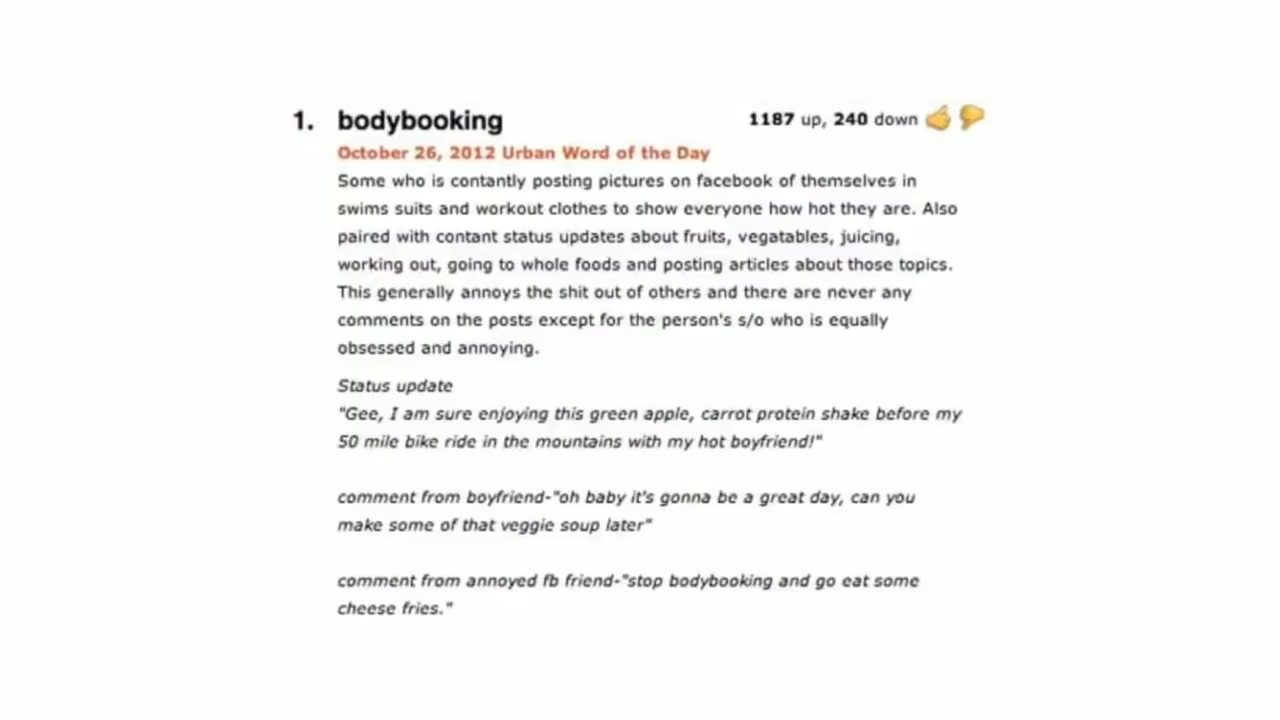 1. bodybooking 1187 up, 240 down
October 26, 2012 Urban Word of the Day
Some who is contantly posting pictures on facebook of themselves in
swims suits and workout clothes to show everyone how hot they are. Also
paired with contant status updates about fruits, vegatables, juicing,
working out, going to whole foods and posting articles about those topics.
This generally annoys the shit out of others and there are never any
comments on the posts except for the person's s/o who is equally
obsessed and annoying.
Status update
"Gee, I am sure enjoying this green apple, carrot protein shake before my
50 mile bike ride in the mountains with my hot boyfriend!"
comment from boyfriend-"oh baby it's gonna be a great day, can you
make some of that veggie soup later"
comment from annoyed fb friend-"stop bodybooking and go eat some
cheese fries."